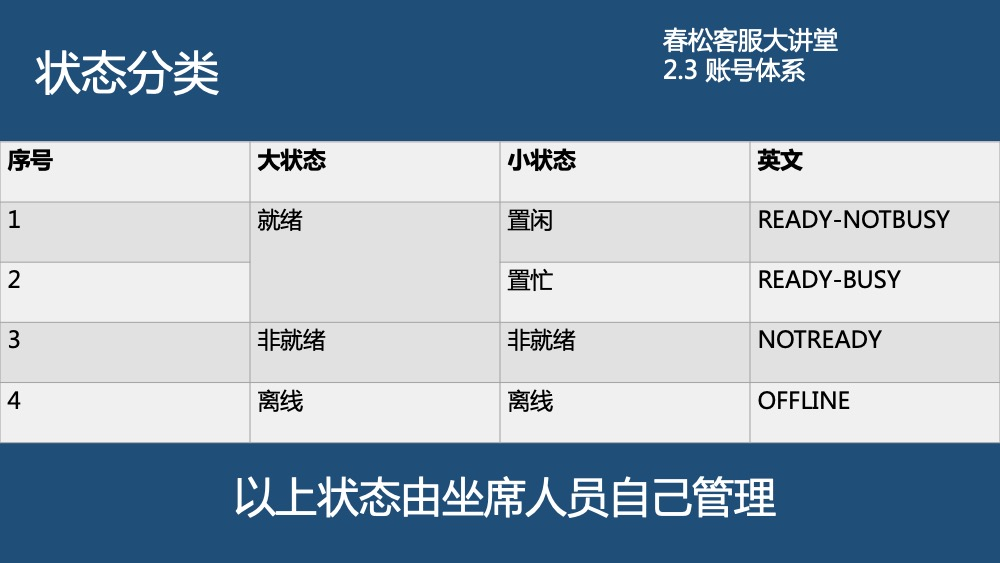 状态分类
春松客服大讲堂
2.3 账号体系
序号 大状态 小状态 英文
1 就绪 置闲 READY-NOTBUSY
2 置忙 READY-BUSY
3 非就绪 非就绪 NOTREADY
4 离线 离线 OFFLINE
以上状态由坐席人员自己管理